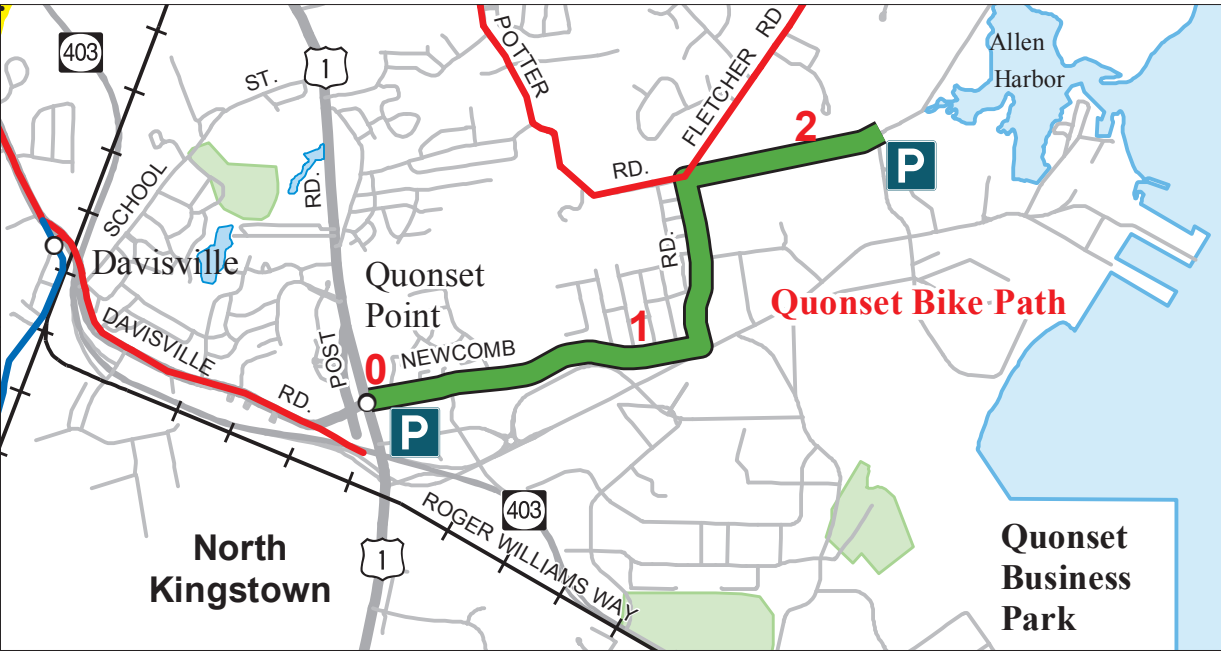 403
1
ST.
POTTER
FLETCHER RD
Allen
Harbor
2
P
RD.
SCHOOL
RD.
RD.
Davisville
Quonset
Point
Quonset Bike Path
1
0
NEWCOMB
DAVISVILLE
RD.
POST
P
403
ROGER WILLIAMS WAY
1
North
Kingstown
Quonset
Business
Park